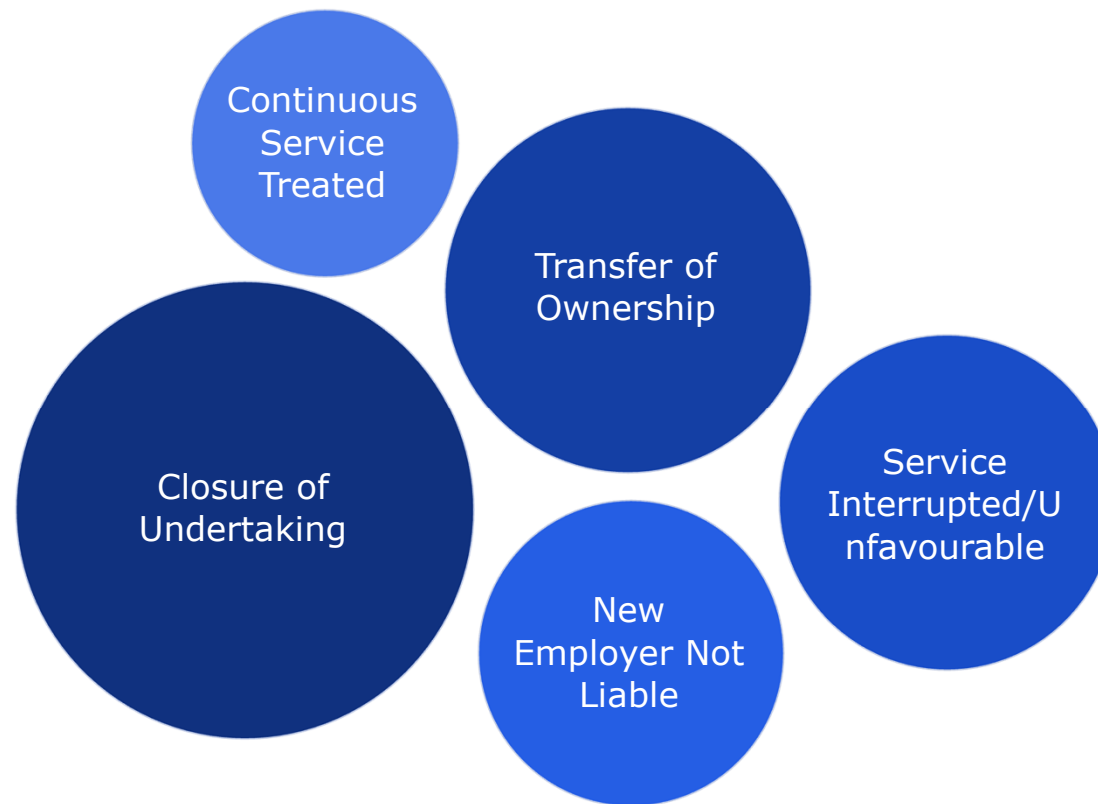 Continuous
Service
Treated
Transfer of
Ownership
Closure of
Undertaking
Service
Interrupted/U
nfavourable
New
Employer Not
Liable